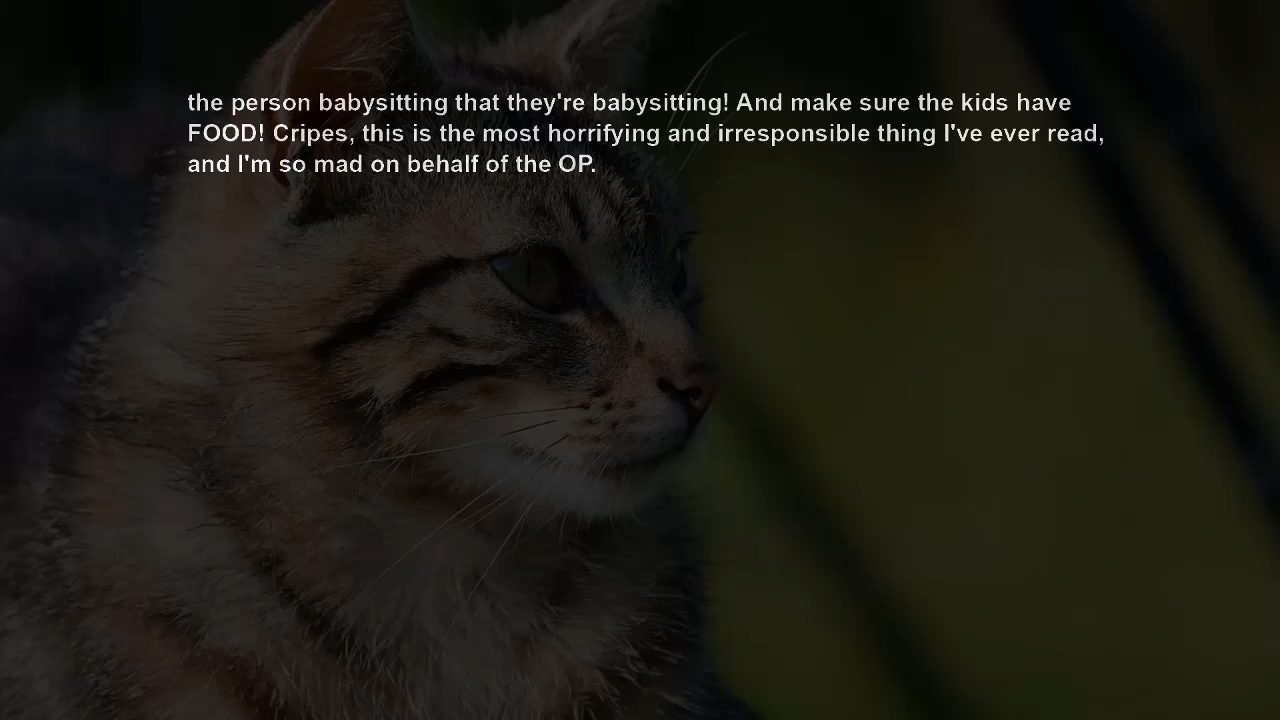 the person babysitting that they're babysitting! And make sure the kids have
FOOD! Cripes, this is the most horrifying and irresponsible thing I've ever read,
and I'm so mad on behalf of the OP.